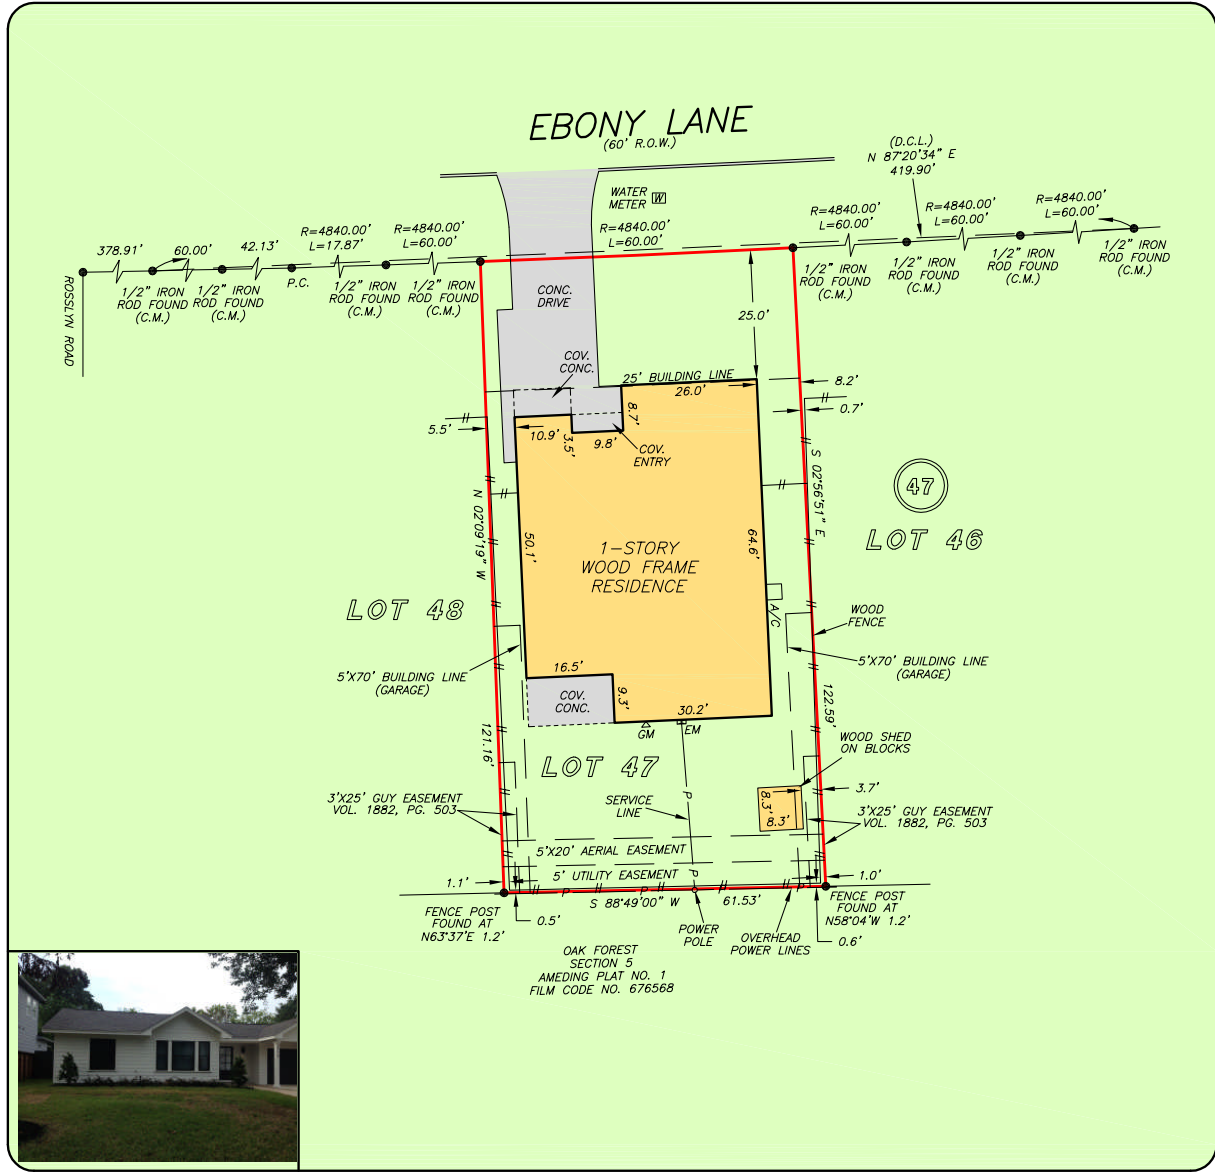 EBONY LANE
(60' R.O.W.)
(D.C.L.)
N 87°20'34" E
419.90'
WATER
METER W
R=4840.00'
L=60.00'
R=4840.00'
L=60.00'
R=4840.00'
L=60.00'
R=4840.00'
L=60.00'
378.91'
60.00'
42.13'
R=4840.00'
L=17.87'
R=4840.00'
L=60.00'
P.C.
ROSSLYN ROAD
1/2" IRON
ROD FOUND
(C.M.)
1/2" IRON
ROD FOUND
(C.M.)
1/2" IRON
ROD FOUND
(C.M.)
1/2" IRON
ROD FOUND
(C.M.)
1/2" IRON
ROD FOUND
(C.M.)
1/2" IRON
ROD FOUND
(C.M.)
1/2" IRON
ROD FOUND
(C.M.)
1/2" IRON
ROD FOUND
(C.M.)
CONC.
DRIVE
25.0'
COV.
CONC.
25' BUILDING LINE
26.0'
8.2'
0.7'
5.5'
10.9'
3.5'
9.8'
8.7'
COV.
ENTRY
N 02°09'19" W
S 02°56'51" E
47
LOT 46
50.1'
64.6'
1-STORY
WOOD FRAME
RESIDENCE
LOT 48
A/C
WOOD
FENCE
5'X70' BUILDING LINE
(GARAGE)
5'X70' BUILDING LINE
(GARAGE)
16.5'
COV.
CONC.
9.3'
30.2'
GM
EM
121.16'
122.59'
LOT 47
WOOD SHED
ON BLOCKS
3'X25' GUY EASEMENT
VOL. 1882, PG. 503
SERVICE
LINE
P
8.3'
8.3'
3.7'
3'X25' GUY EASEMENT
VOL. 1882, PG. 503
5'X20' AERIAL EASEMENT
5' UTILITY EASEMENT
P
1.1'
1.0'
P
P
P
S 88°49'00" W
61.53'
FENCE POST
FOUND AT
N63°37'E 1.2'
0.5'
POWER
POLE
OVERHEAD
POWER LINES
FENCE POST
FOUND AT
N58°04'W 1.2'
0.6'
OAK FOREST
SECTION 5
AMEDING PLAT NO. 1
FILM CODE NO. 676568